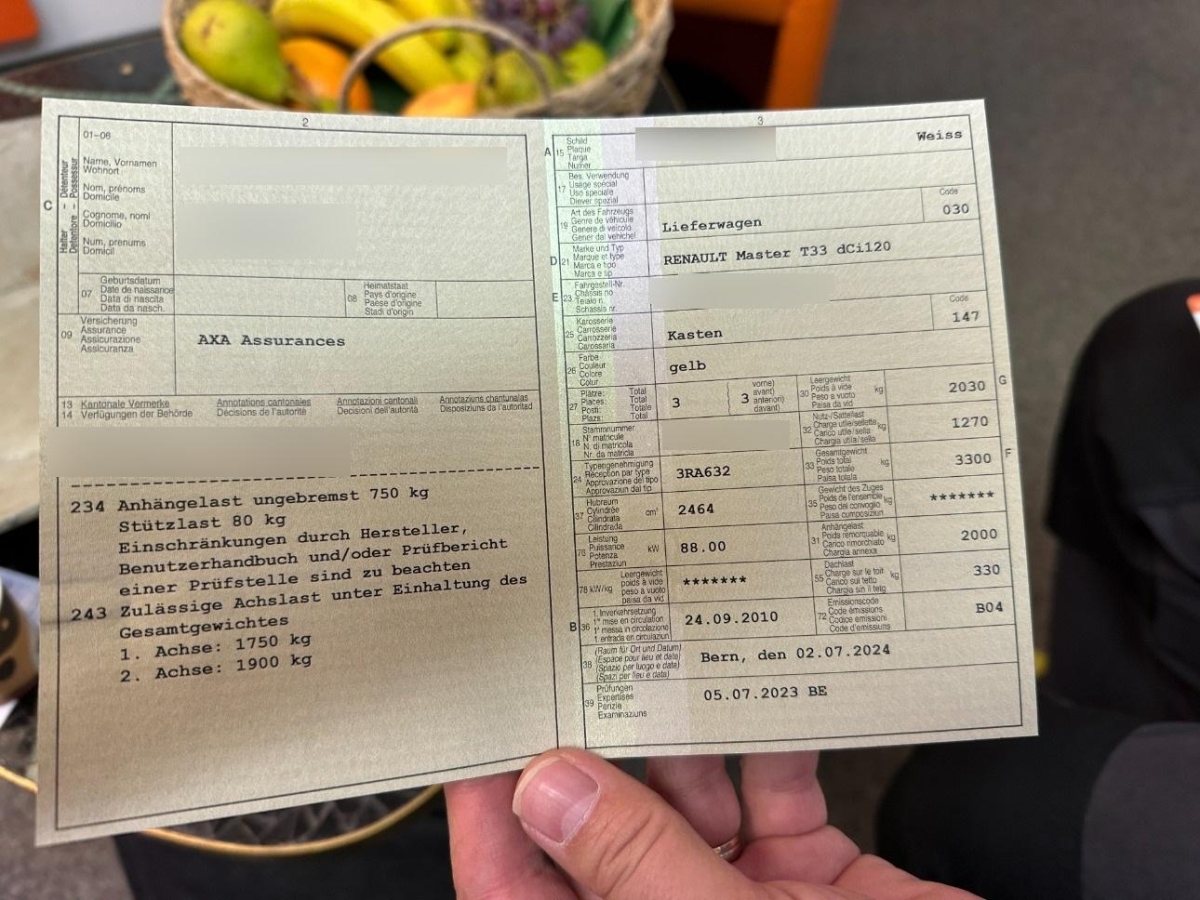 2
C
Halter – Détenteur
Detentore – Possessur
01–06
Name, Vornamen
Wohnort
Nom, prénoms
Domicile
Cognome, nomi
Domicilio
Num, prenums
Domicil
07
Geburtsdatum
Date de naissance
Data di nascita
Data da nasch.
08
Heimatstaat
Pays d'origine
Paese d'origine
Stadi d'origin
09
Versicherung
Assurance
Assicurazione
Assicuranza
AXA Assurances
13 Kantonale Vermerke Annotations cantonales Annotazioni cantonali Annotaziuns chantunalas
14 Verfügungen der Behörde Décisions de l'autorité Decisioni dell'autorità Disposiziuns da l'autoritad
234 Anhängelast ungebremst 750 kg
Stützlast 80 kg
Einschränkungen durch Hersteller,
Benutzerhandbuch und/oder Prüfbericht
einer Prüfstelle sind zu beachten
243 Zulässige Achslast unter Einhaltung des
Gesamtgewichtes
1. Achse: 1750 kg
2. Achse: 1900 kg
3
A 15
Schild
Plaque
Targa
Numer
Weiss
17
Bes. Verwendung
Usage spécial
Uso speciale
Diever spezial
19
Art des Fahrzeugs
Genre de véhicule
Genere di veicolo
Gener da vehichel
Lieferwagen
Code
030
D 21
Marke und Typ
Marque et type
Marca e tipo
Marca e tip
RENAULT Master T33 dCi120
E 23
Fahrgestell-Nr.
Châssis no
Telaio n.
Schassis nr.
25
Karosserie
Carrosserie
Carrozzeria
Carossaria
Kasten
Code
147
26
Farbe
Couleur
Colore
Colur
gelb
27
Plätze: Total
Places: Total
Posti: Totale
Plazs: Total
3
3
vorne)
avant)
anteriori)
davant)
30
Leergewicht
Poids à vide
Peso a vuoto
Paisa da vid
kg
2030
G
18
Stammnummer
N° matricule
N. di matricola
Nr. da matricla
32
Nutz-/Sattellast
Charge utile/sellette
Carico utile/sella
Chargia utila/sella
kg
1270
24
Typengenehmigung
Réception par type
Approvazione del tipo
Approvaziun dal tip
3RA632
33
Gesamtgewicht
Poids total
Peso totale
Paisa totala
kg
3300
F
37
Hubraum
Cylindrée
Cilindrata
Cilindrada
cm³
2464
35
Gewicht des Zuges
Poids de l'ensemble
Peso del convoglio
Paisa cumposiziun
kg
*******
76
Leistung
Puissance
Potenza
Prestaziun
kW
88.00
31
Anhängelast
Poids remorquable
Carico rimorchiato
Chargia annexa
kg
2000
78 kW/kg
Leergewicht
poids à vide
peso a vuoto
paisa da vid
*******
55
Dachlast
Charge sur le toit
Carico sul tetto
Chargia sin il tetg
kg
330
B 36
1. Inverkehrsetzung
1re mise en circulation
1a messa in circolazione
1. entrada en circulaziun
24.09.2010
72
Emissionscode
Code émissions
Codice emissioni
Code d'emissiuns
B04
38
(Raum für Ort und Datum)
(Espace pour lieu et date)
(Spazio per luogo e data)
(Spazi per lieu e data)
Bern, den 02.07.2024
39
Prüfungen
Expertises
Perizie
Examinaziuns
05.07.2023 BE